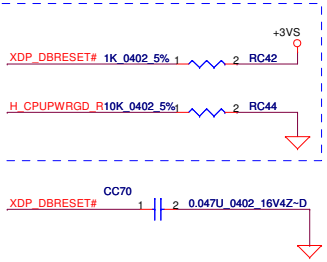 +3VS
XDP_DBRESET# 1K_0402_5% 1 2 RC42
H_CPUPWRGD_R 10K_0402_5% 1 2 RC44
CC70
XDP_DBRESET# 1 2 0.047U_0402_16V4Z~D